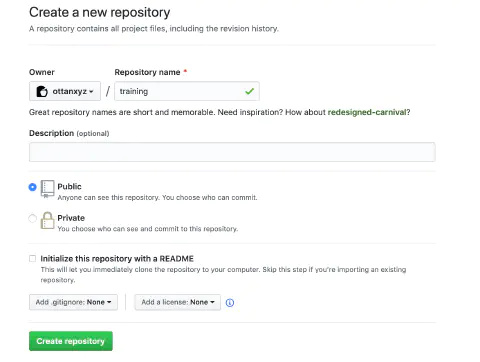 Create a new repository
A repository contains all project files, including the revision history.
Owner Repository name *
ottanxyz / training
Great repository names are short and memorable. Need inspiration? How about redesigned-carnival?
Description (optional)
Public
Anyone can see this repository. You choose who can commit.
Private
You choose who can see and commit to this repository.
Initialize this repository with a README
This will let you immediately clone the repository to your computer. Skip this step if you're importing an existing
repository.
Add .gitignore: None Add a license: None
Create repository